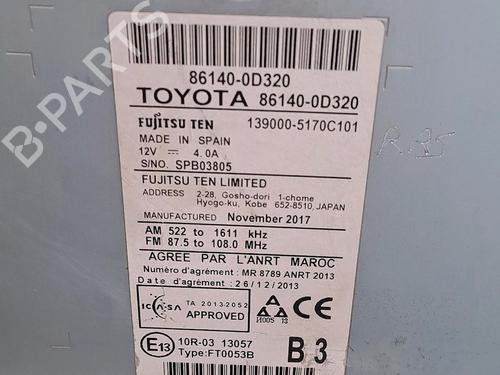 86140-0D320
TOYOTA 86140-0D320
FUJITSU TEN 139000-5170C101
MADE IN SPAIN
12V 4.0A
S/NO. SPB03805
FUJITSU TEN LIMITED
ADDRESS 2-28, Gosho-dori 1-chome
Hyogo-ku, Kobe 652-8510, JAPAN
MANUFACTURED November 2017
AM 522 to 1611 kHz
FM 87.5 to 108.0 MHz
AGREE PAR L'ANRT MAROC
Numéro d'agrément : MR 8789 ANRT 2013
Date d'agrément : 26/12/2013
ICASA TA 2013-2052
APPROVED
И005 13
E13 10R-03 13057
Type:FT0053B
B 3
B-PARTS